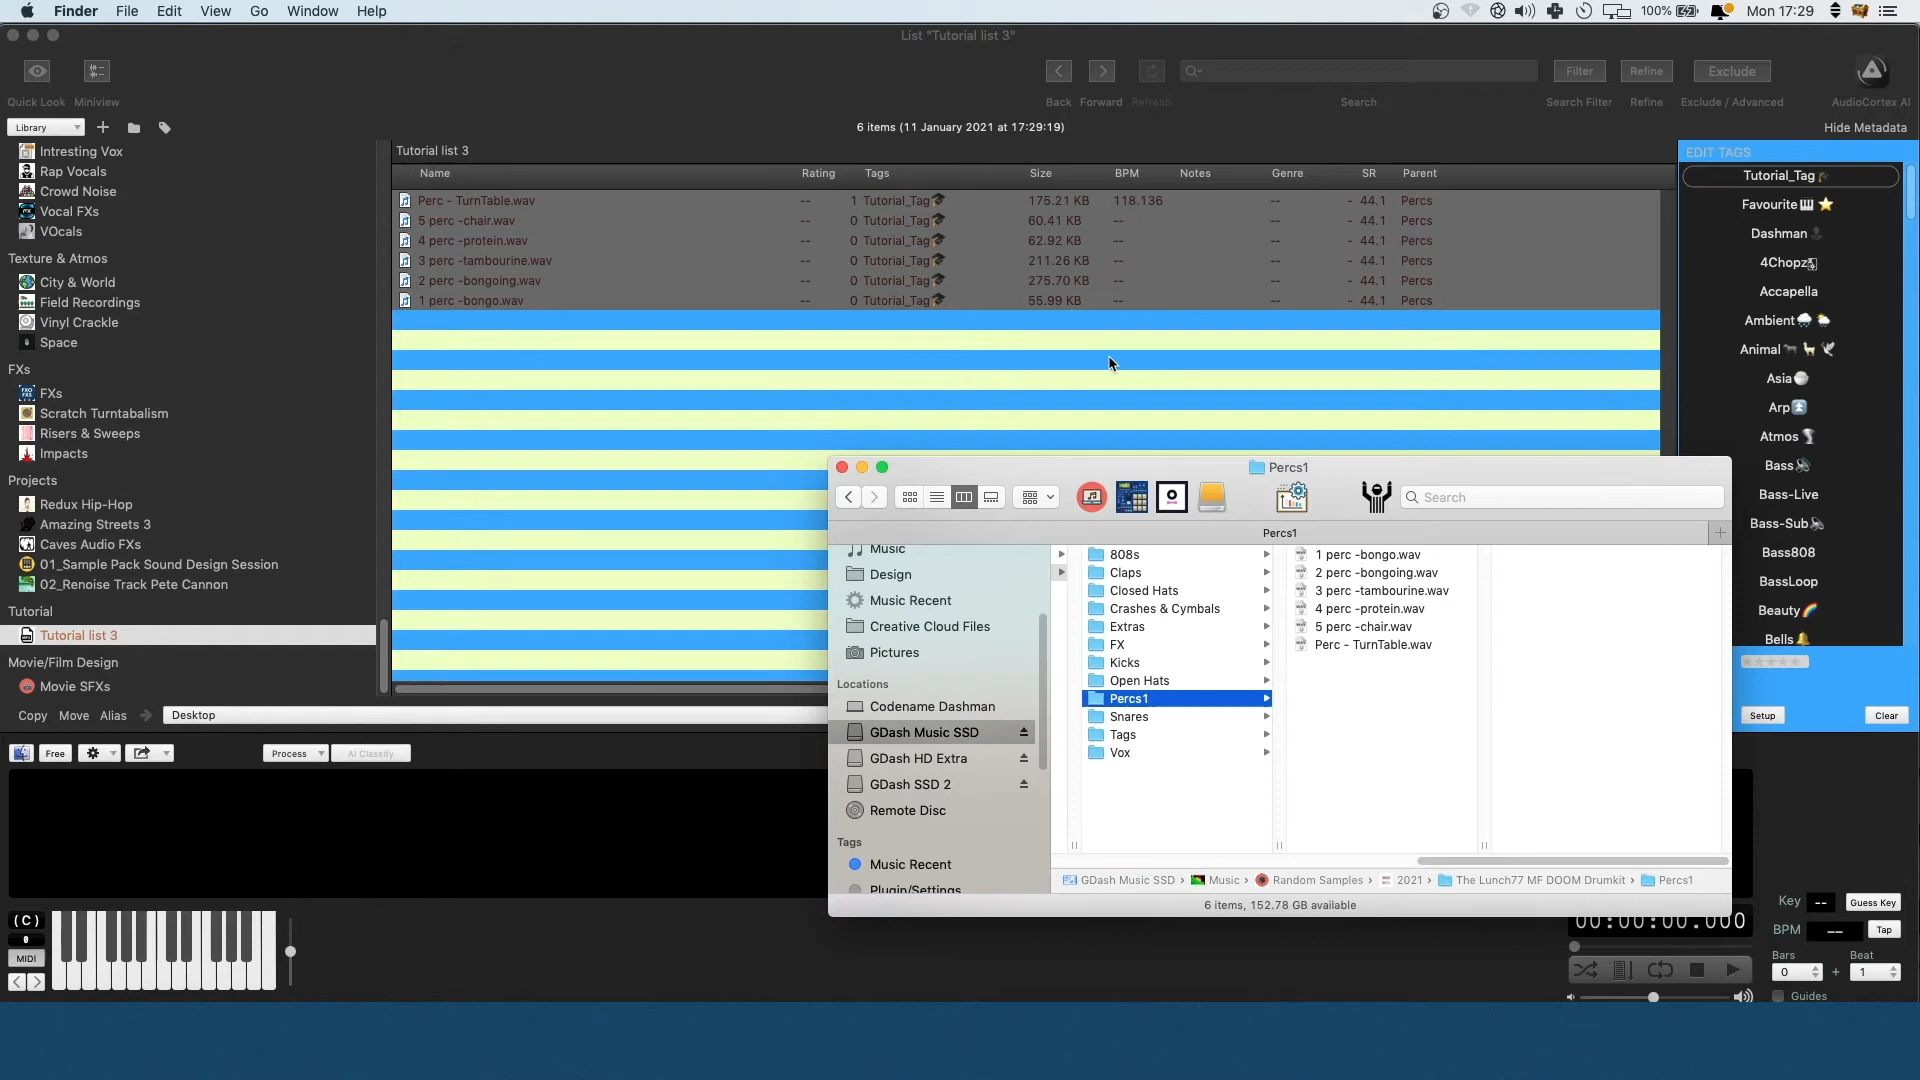 Finder File Edit View Go Window Help
100% Mon 17:29
List "Tutorial list 3"
Quick Look Miniview
Back Forward Refresh Search
Filter Refine Exclude
Search Filter Refine Exclude / Advanced AudioCortex AI
Library
6 items (11 January 2021 at 17:29:19)
Hide Metadata
Intresting Vox
Rap Vocals
Crowd Noise
Vocal FXs
VOcals
Texture & Atmos
City & World
Field Recordings
Vinyl Crackle
Space
FXs
FXs
Scratch Turntabalism
Risers & Sweeps
Impacts
Projects
Redux Hip-Hop
Amazing Streets 3
Caves Audio FXs
01_Sample Pack Sound Design Session
02_Renoise Track Pete Cannon
Tutorial
Tutorial list 3
Movie/Film Design
Movie SFXs
Copy Move Alias Desktop
Tutorial list 3
Name Rating Tags Size BPM Notes Genre SR Parent
Perc - TurnTable.wav -- 1 Tutorial_Tag🎓 175.21 KB 118.136 -- - 44.1 Percs
5 perc -chair.wav -- 0 Tutorial_Tag🎓 60.41 KB -- -- - 44.1 Percs
4 perc -protein.wav -- 0 Tutorial_Tag🎓 62.92 KB -- -- - 44.1 Percs
3 perc -tambourine.wav -- 0 Tutorial_Tag🎓 211.26 KB -- -- - 44.1 Percs
2 perc -bongoing.wav -- 0 Tutorial_Tag🎓 275.70 KB -- -- - 44.1 Percs
1 perc -bongo.wav -- 0 Tutorial_Tag🎓 55.99 KB -- -- - 44.1 Percs
EDIT TAGS
Tutorial_Tag🎓
Favourite🎹⭐
Dashman
4Chopz
Accapella
Ambient🌧🌦
Animal🐂🦙🕊
Asia🍚
Arp⏫
Atmos🌪
Bass🔊
Bass-Live
Bass-Sub🔊
Bass808
BassLoop
Beauty🌈
Bells🔔
Setup Clear
Percs1
Search
Percs1
Music
Design
Music Recent
Creative Cloud Files
Pictures
Locations
Codename Dashman
GDash Music SSD
GDash HD Extra
GDash SSD 2
Remote Disc
Tags
Music Recent
Plugin/Settings
808s
Claps
Closed Hats
Crashes & Cymbals
Extras
FX
Kicks
Open Hats
Percs1
Snares
Tags
Vox
1 perc -bongo.wav
2 perc -bongoing.wav
3 perc -tambourine.wav
4 perc -protein.wav
5 perc -chair.wav
Perc - TurnTable.wav
GDash Music SSD › Music › Random Samples › 2021 › The Lunch77 MF DOOM Drumkit › Percs1
6 items, 152.78 GB available
Free Process AI Classify
(C)
0
MIDI
00:00:00.000
Key -- Guess Key
BPM -- Tap
Bars Beat
0 + 1
Guides